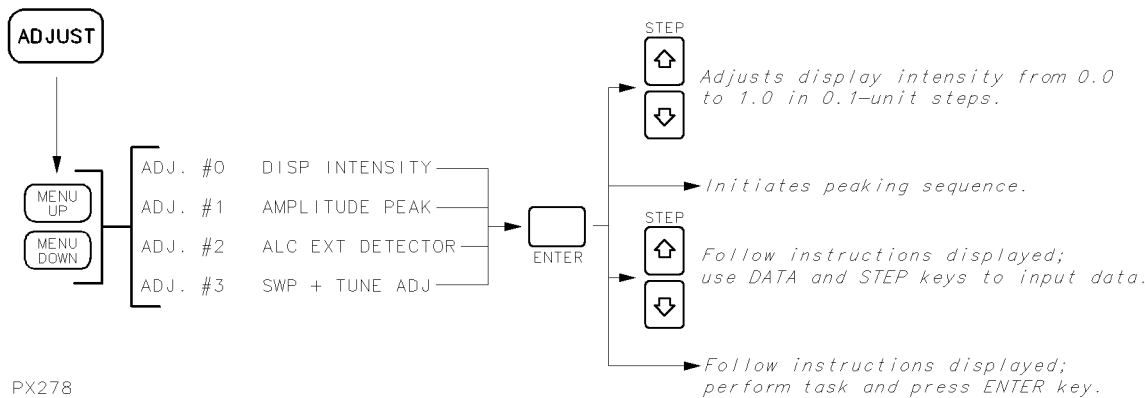 ADJUST
MENU
UP
MENU
DOWN
ADJ. #0 DISP INTENSITY
ADJ. #1 AMPLITUDE PEAK
ADJ. #2 ALC EXT DETECTOR
ADJ. #3 SWP + TUNE ADJ
ENTER
STEP
Adjusts display intensity from 0.0
to 1.0 in 0.1-unit steps.
Initiates peaking sequence.
STEP
Follow instructions displayed;
use DATA and STEP keys to input data.
Follow instructions displayed;
perform task and press ENTER key.
PX278